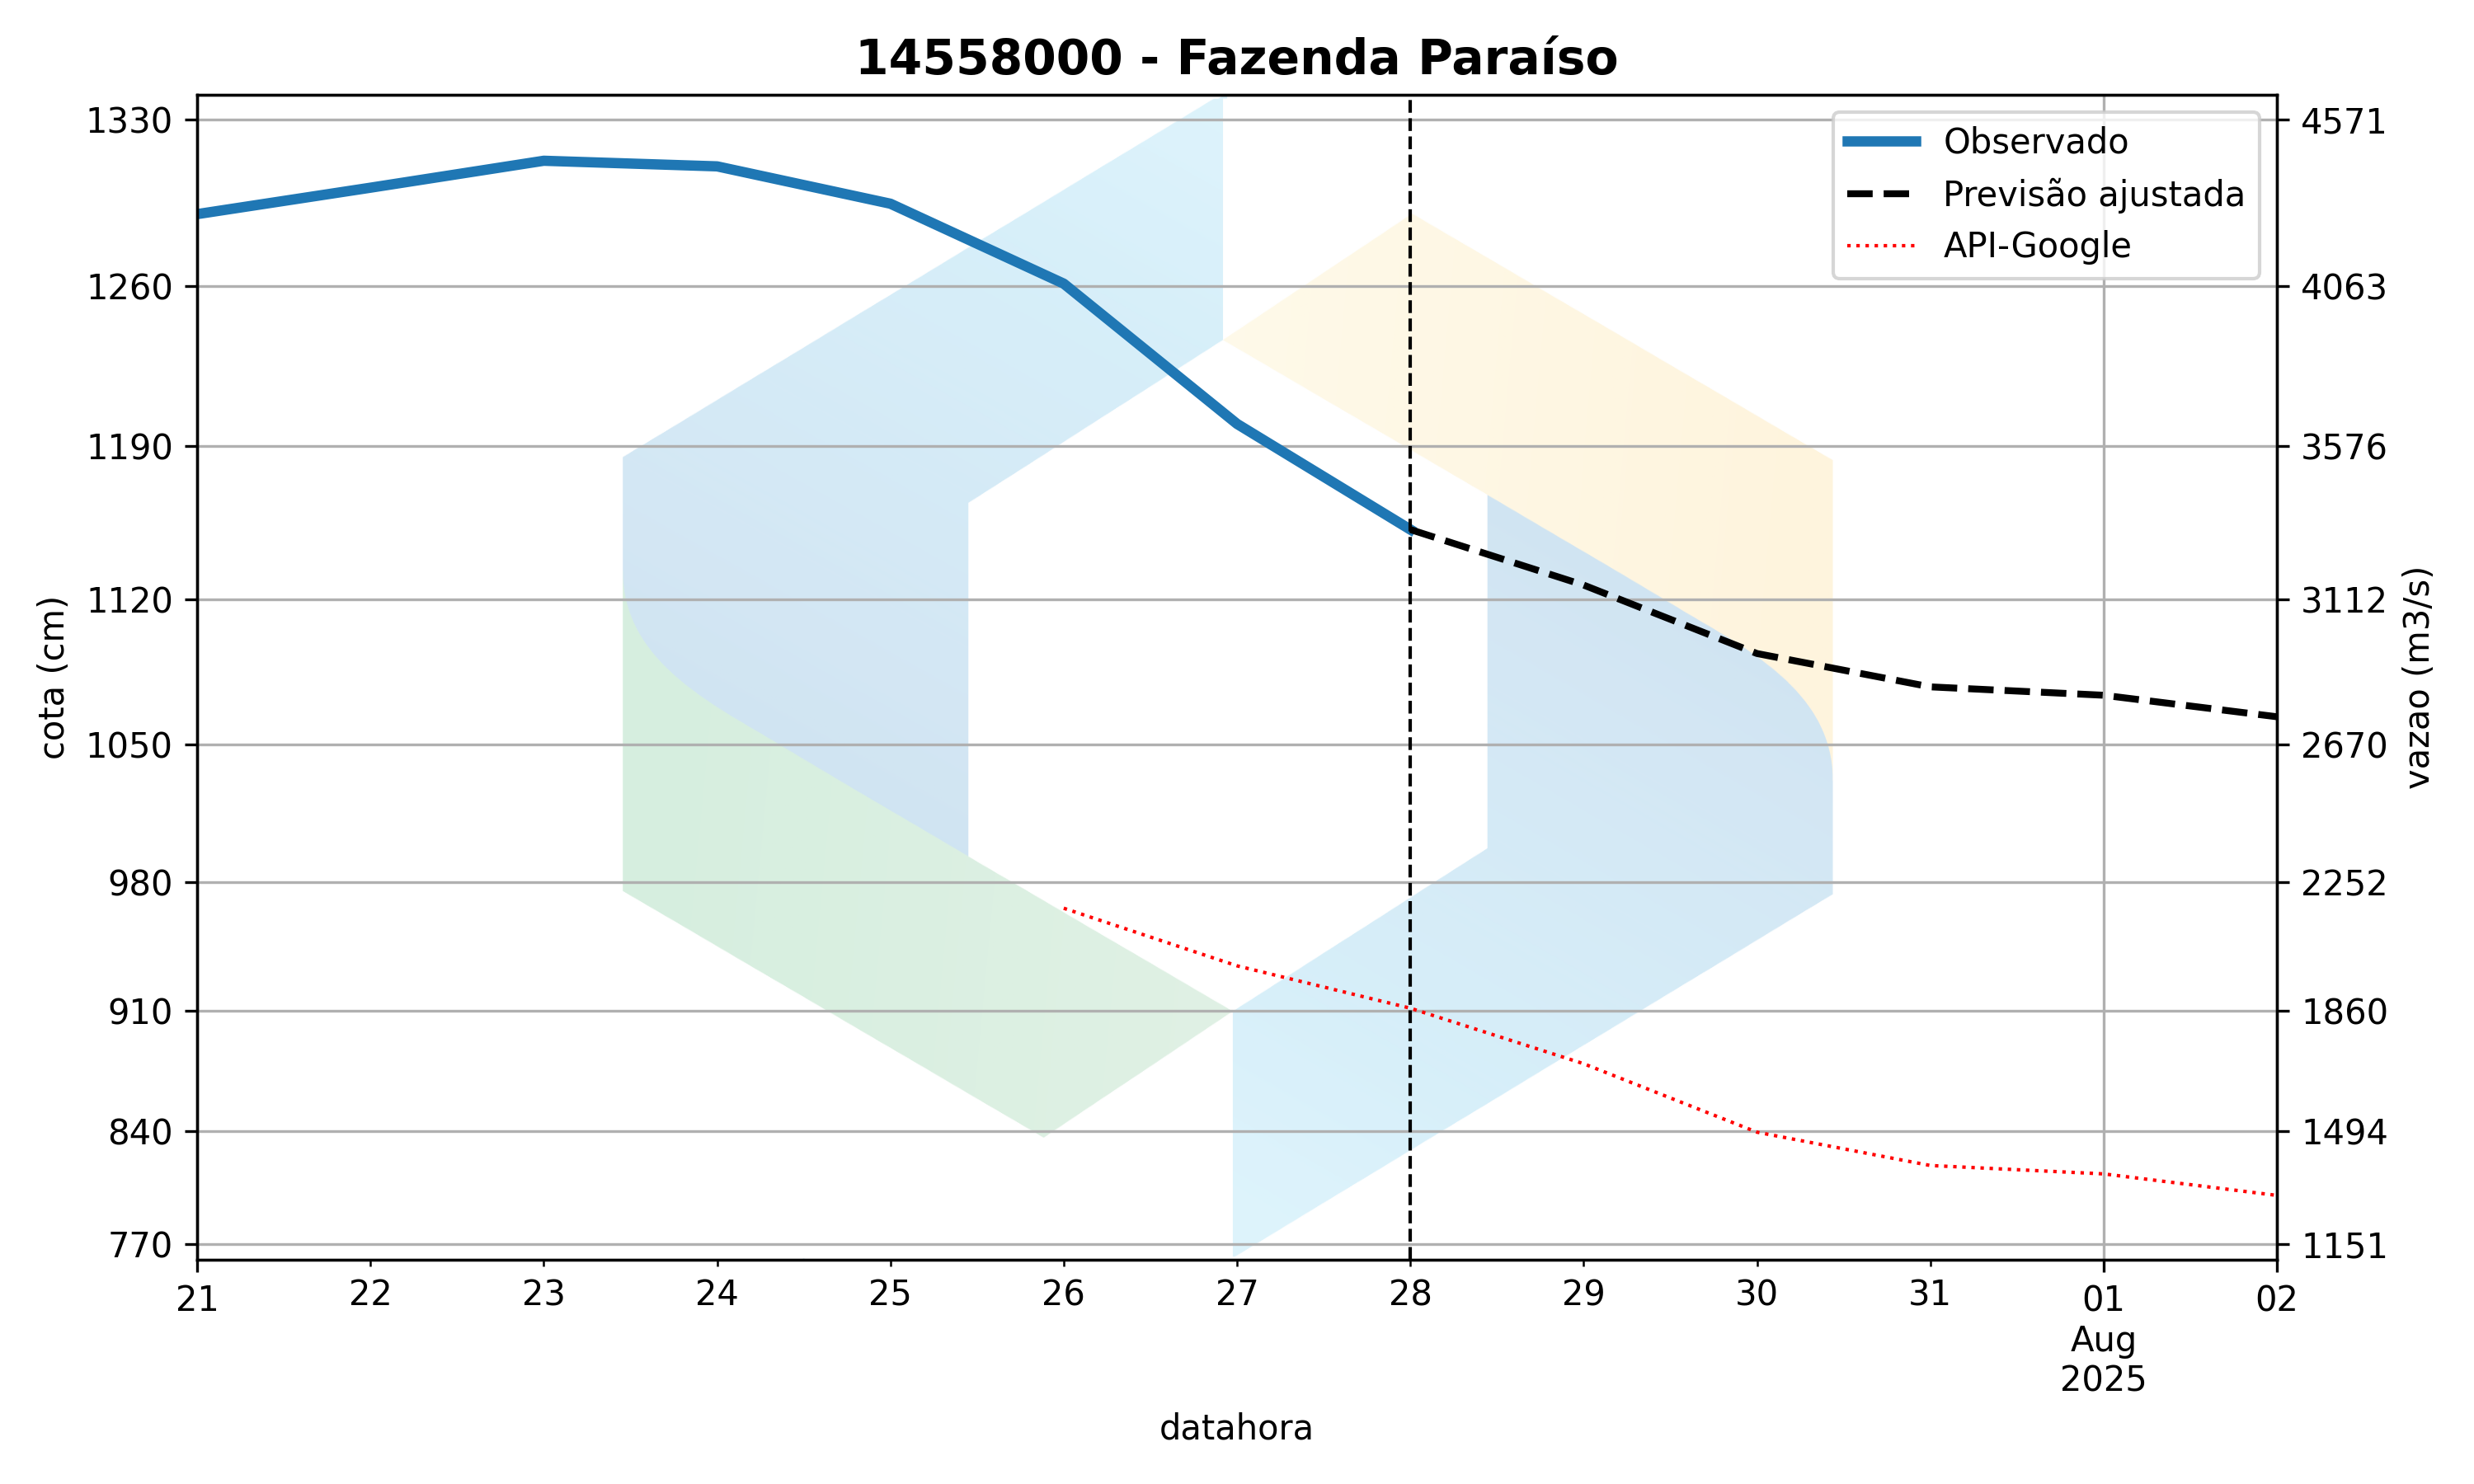 14558000 - Fazenda Paraíso
Observado
Previsão ajustada
API-Google
cota (cm)
1330
1260
1190
1120
1050
980
910
840
770
4571
4063
3576
3112
2670
2252
1860
1494
1151
vazao (m3/s)
21 22 23 24 25 26 27 28 29 30 31 01 02
Aug
2025
datahora